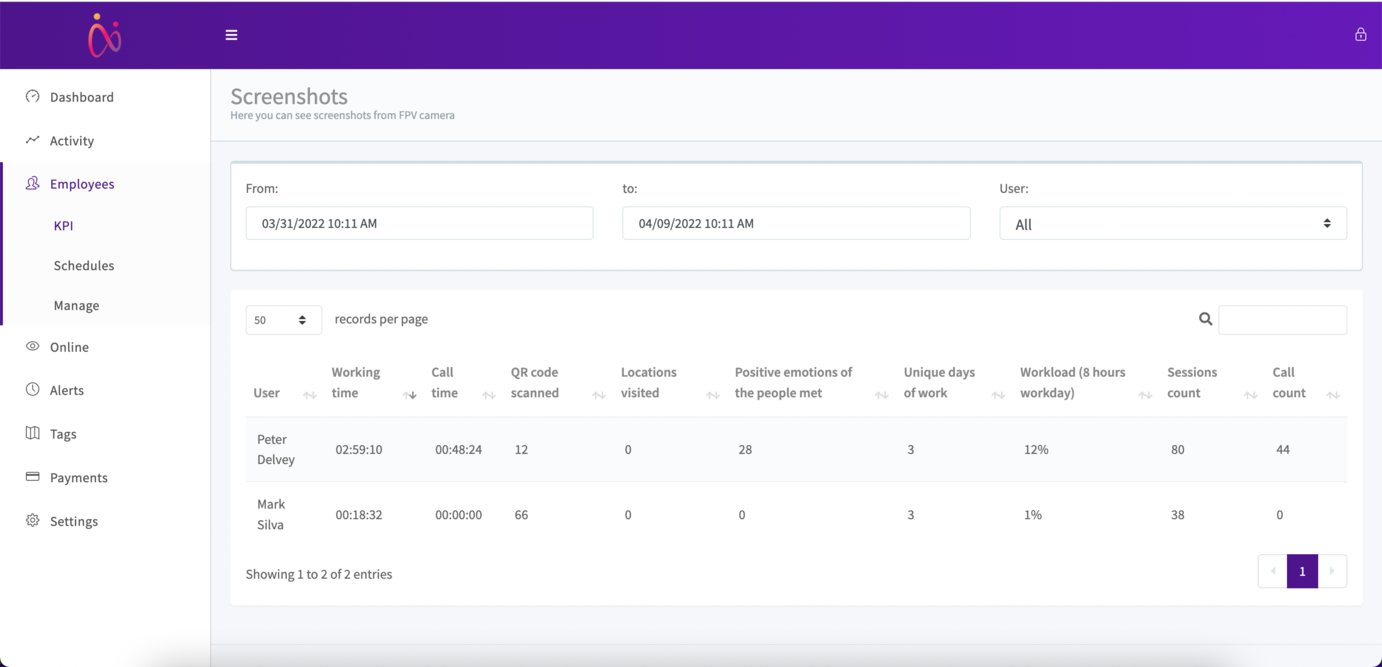 Dashboard
Activity
Employees
KPI
Schedules
Manage
Online
Alerts
Tags
Payments
Settings
Screenshots
Here you can see screenshots from FPV camera
From: to: User:
03/31/2022 10:11 AM 04/09/2022 10:11 AM All
50 records per page
Working Call QR code Locations Positive emotions of Unique days Workload (8 hours Sessions Call
User time time scanned visited the people met of work workday) count count
Peter
02:59:10 00:48:24 12 0 28 3 12% 80 44
Delvey
Mark
00:18:32 00:00:00 66 0 0 3 1% 38 0
Silva
Showing 1 to 2 of 2 entries 1